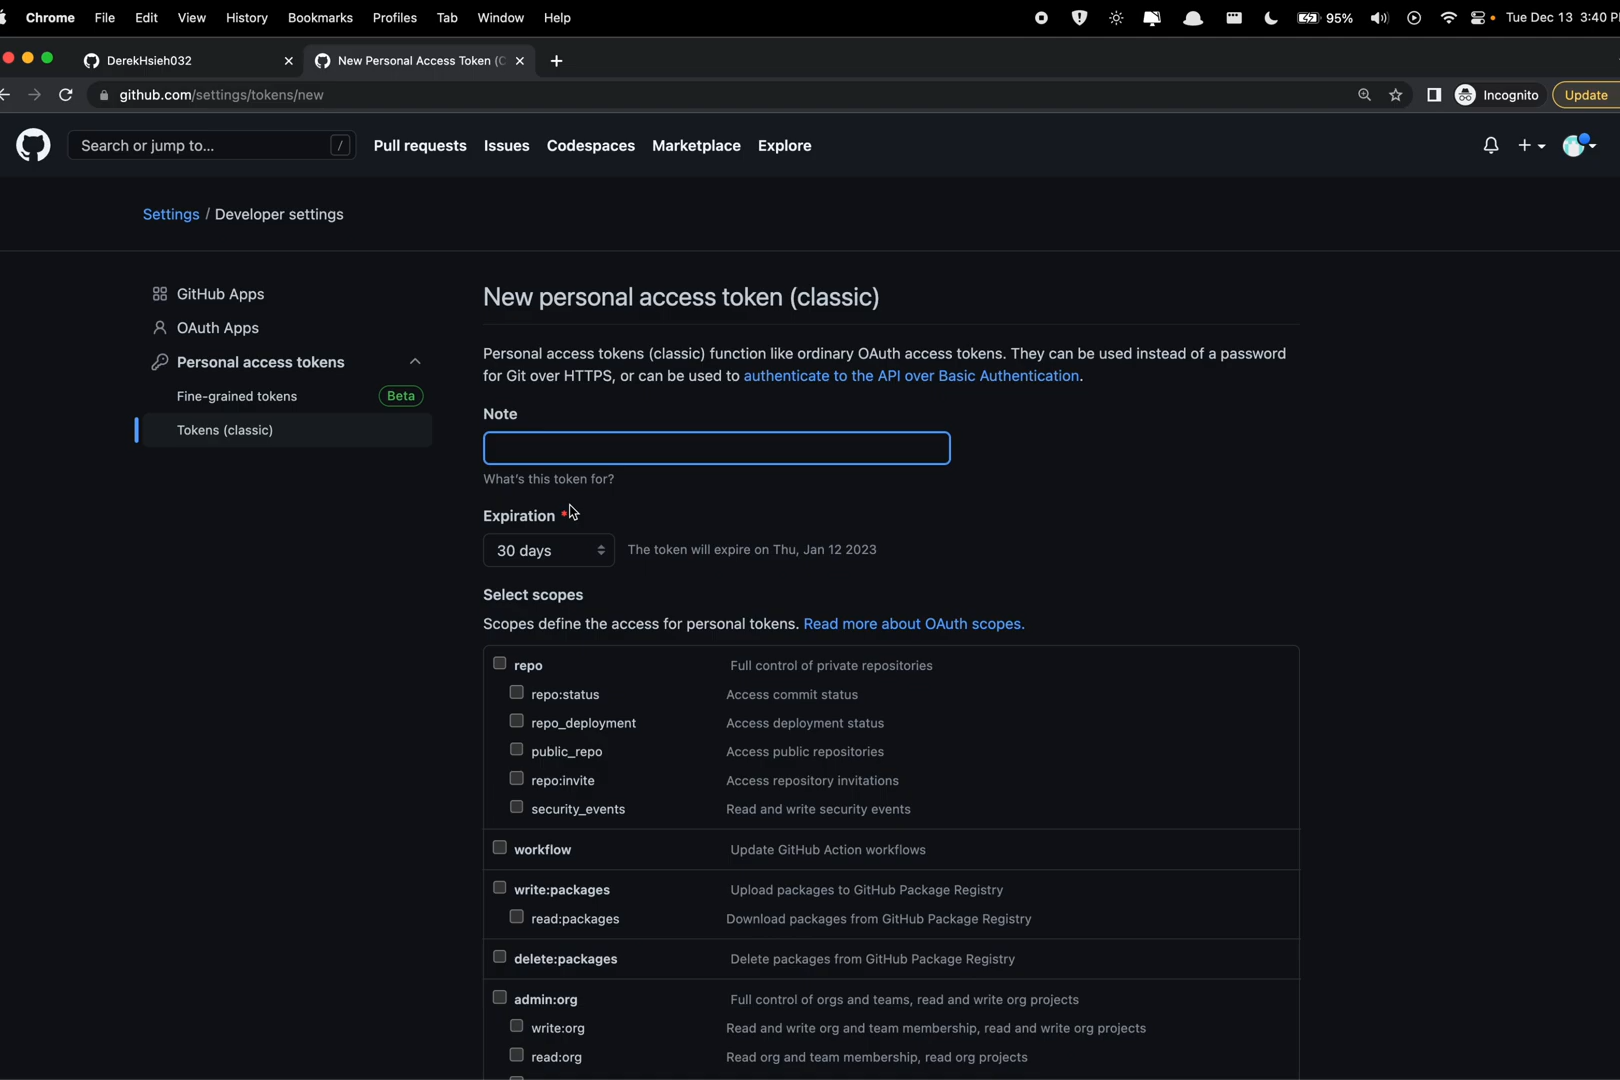 Chrome File Edit View History Bookmarks Profiles Tab Window Help 95% Tue Dec 13 3:40
DerekHsieh032 New Personal Access Token (C
github.com/settings/tokens/new Incognito Update
Search or jump to... / Pull requests Issues Codespaces Marketplace Explore
Settings / Developer settings
GitHub Apps
OAuth Apps
Personal access tokens
Fine-grained tokens Beta
Tokens (classic)
New personal access token (classic)
Personal access tokens (classic) function like ordinary OAuth access tokens. They can be used instead of a password
for Git over HTTPS, or can be used to authenticate to the API over Basic Authentication.
Note
What's this token for?
Expiration *
30 days The token will expire on Thu, Jan 12 2023
Select scopes
Scopes define the access for personal tokens. Read more about OAuth scopes.
repo Full control of private repositories
repo:status Access commit status
repo_deployment Access deployment status
public_repo Access public repositories
repo:invite Access repository invitations
security_events Read and write security events
workflow Update GitHub Action workflows
write:packages Upload packages to GitHub Package Registry
read:packages Download packages from GitHub Package Registry
delete:packages Delete packages from GitHub Package Registry
admin:org Full control of orgs and teams, read and write org projects
write:org Read and write org and team membership, read and write org projects
read:org Read org and team membership, read org projects